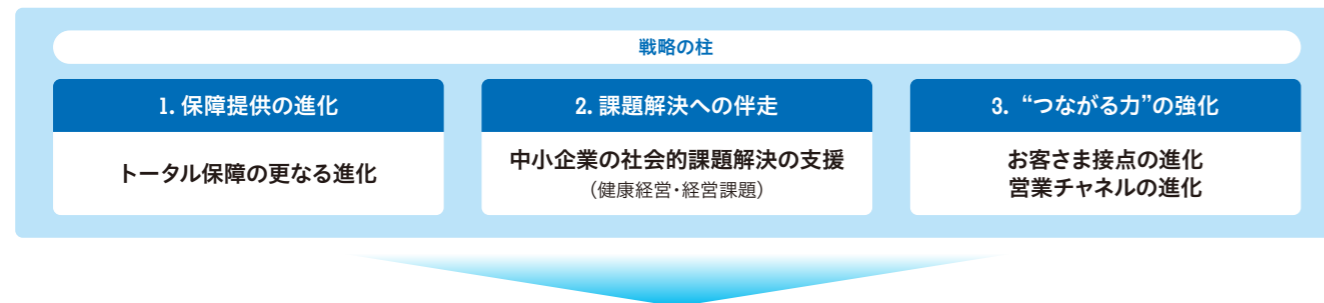 戦略の柱
1. 保障提供の進化
トータル保障の更なる進化
2. 課題解決への伴走
中小企業の社会的課題解決の支援
(健康経営・経営課題)
3. “つながる力”の強化
お客さま接点の進化
営業チャネルの進化